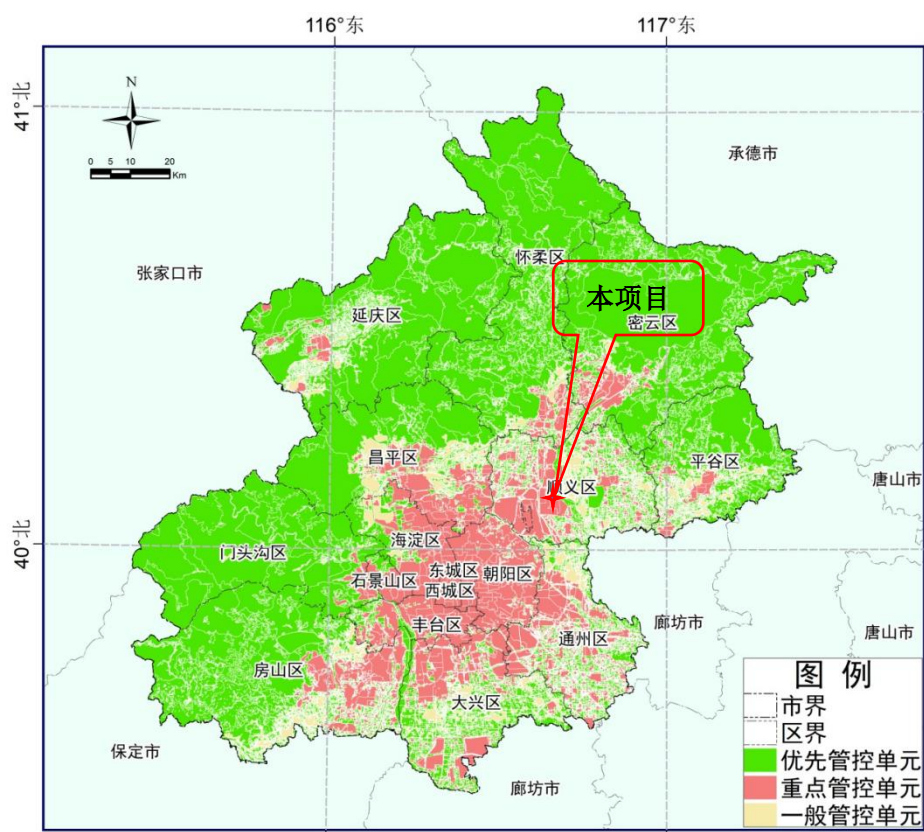 116°东
117°东
41°北
N
0 5 10 20
Km
承德市
怀柔区
张家口市
本项目
延庆区
密云区
昌平区
平谷区
顺义区
唐山市
40°北
海淀区
门头沟区
东城区
朝阳区
石景山区
西城区
丰台区
廊坊市
唐山市
通州区
房山区
大兴区
保定市
廊坊市
图 例
市界
区界
优先管控单元
重点管控单元
一般管控单元